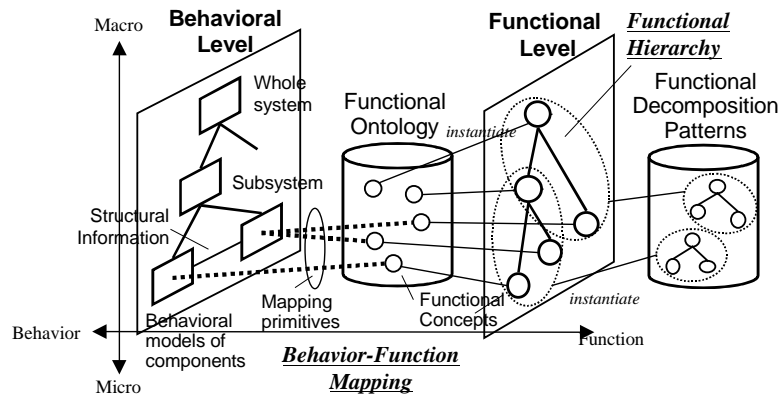 Macro
Behavioral
Level
Functional
Level
Functional
Hierarchy
Whole
system
Functional
Ontology
instantiate
Functional
Decomposition
Patterns
Subsystem
Structural
Information
Mapping
primitives
Functional
Concepts
instantiate
Behavior
Behavioral
models of
components
Function
Behavior-Function
Mapping
Micro